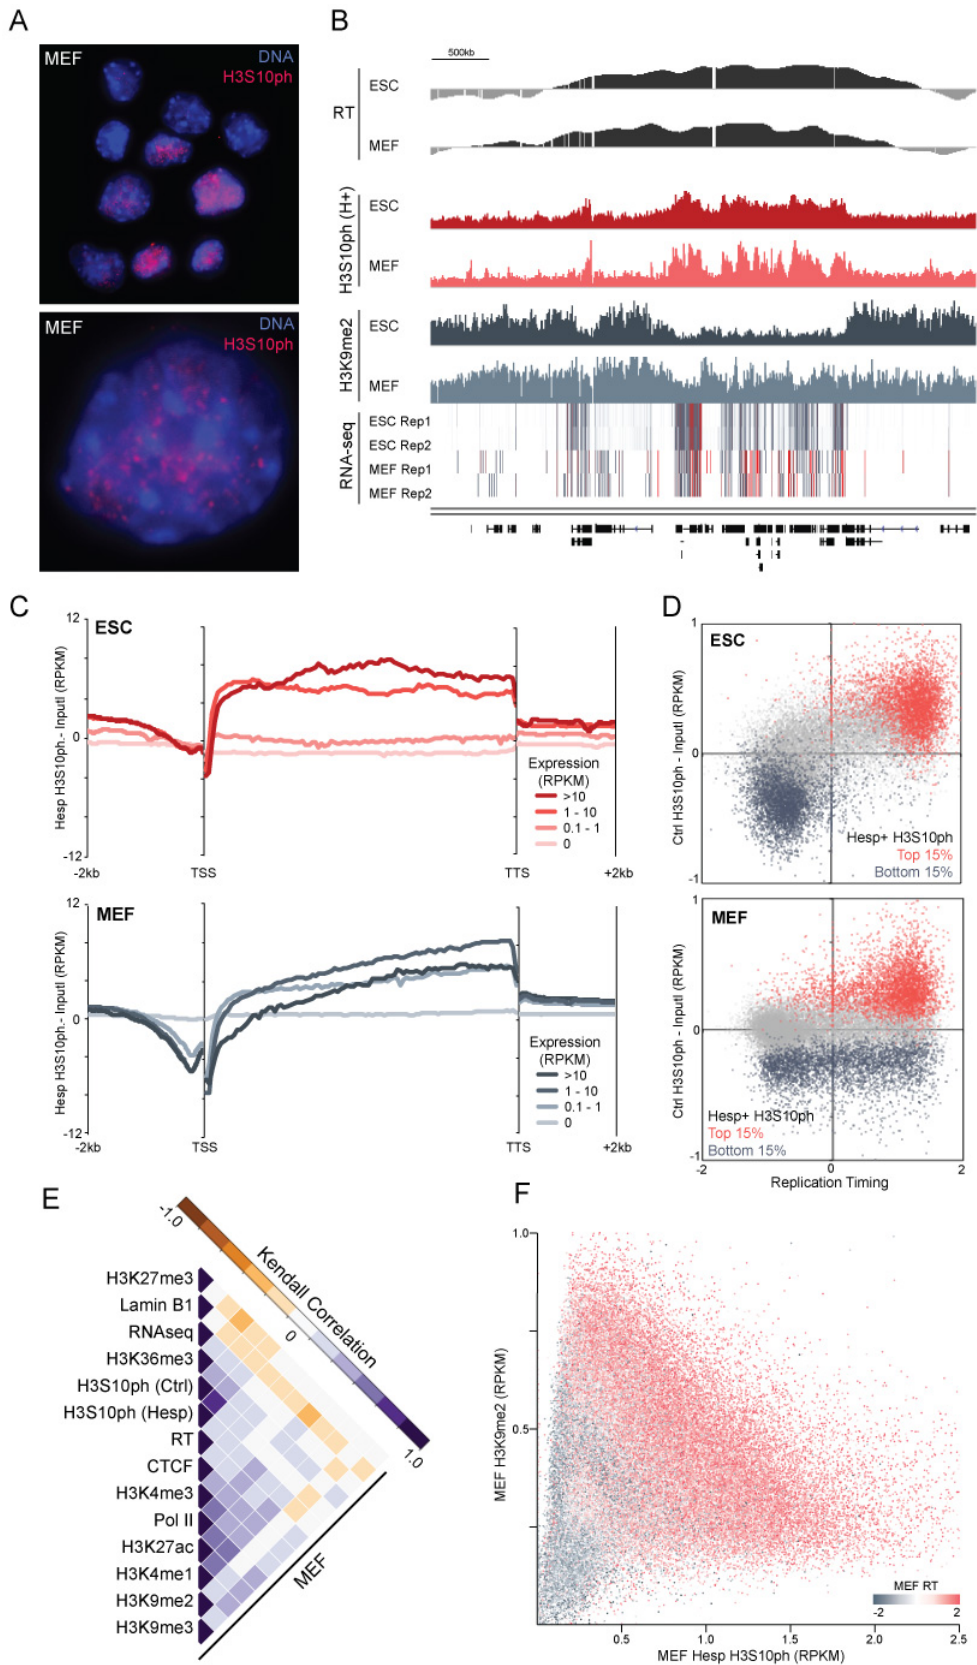 A
MEF
DNA
H3S10ph
MEF
DNA
H3S10ph
B
500kb
RT
ESC
MEF
H3S10ph (H+)
ESC
MEF
H3K9me2
ESC
MEF
RNA-seq
ESC Rep1
ESC Rep2
MEF Rep1
MEF Rep2
C
ESC
Hesp H3S10ph.- Inputl (RPKM)
12
0
-12
-2kb
TSS
TTS
+2kb
Expression
(RPKM)
>10
1 - 10
0.1 - 1
0
MEF
Hesp H3S10ph.- Inputl (RPKM)
12
0
-12
-2kb
TSS
TTS
+2kb
Expression
(RPKM)
>10
1 - 10
0.1 - 1
0
D
ESC
Ctrl H3S10ph - Inputl (RPKM)
1
0
-1
Hesp+ H3S10ph
Top 15%
Bottom 15%
MEF
Ctrl H3S10ph - Inputl (RPKM)
1
0
-1
Hesp+ H3S10ph
Top 15%
Bottom 15%
-2
0
2
Replication Timing
E
-1.0
Kendall Correlation
0
1.0
H3K27me3
Lamin B1
RNAseq
H3K36me3
H3S10ph (Ctrl)
H3S10ph (Hesp)
RT
CTCF
H3K4me3
Pol II
H3K27ac
H3K4me1
H3K9me2
H3K9me3
MEF
F
MEF H3K9me2 (RPKM)
1.0
0.5
MEF RT
-2
2
0.5
1.0
1.5
2.0
2.5
MEF Hesp H3S10ph (RPKM)